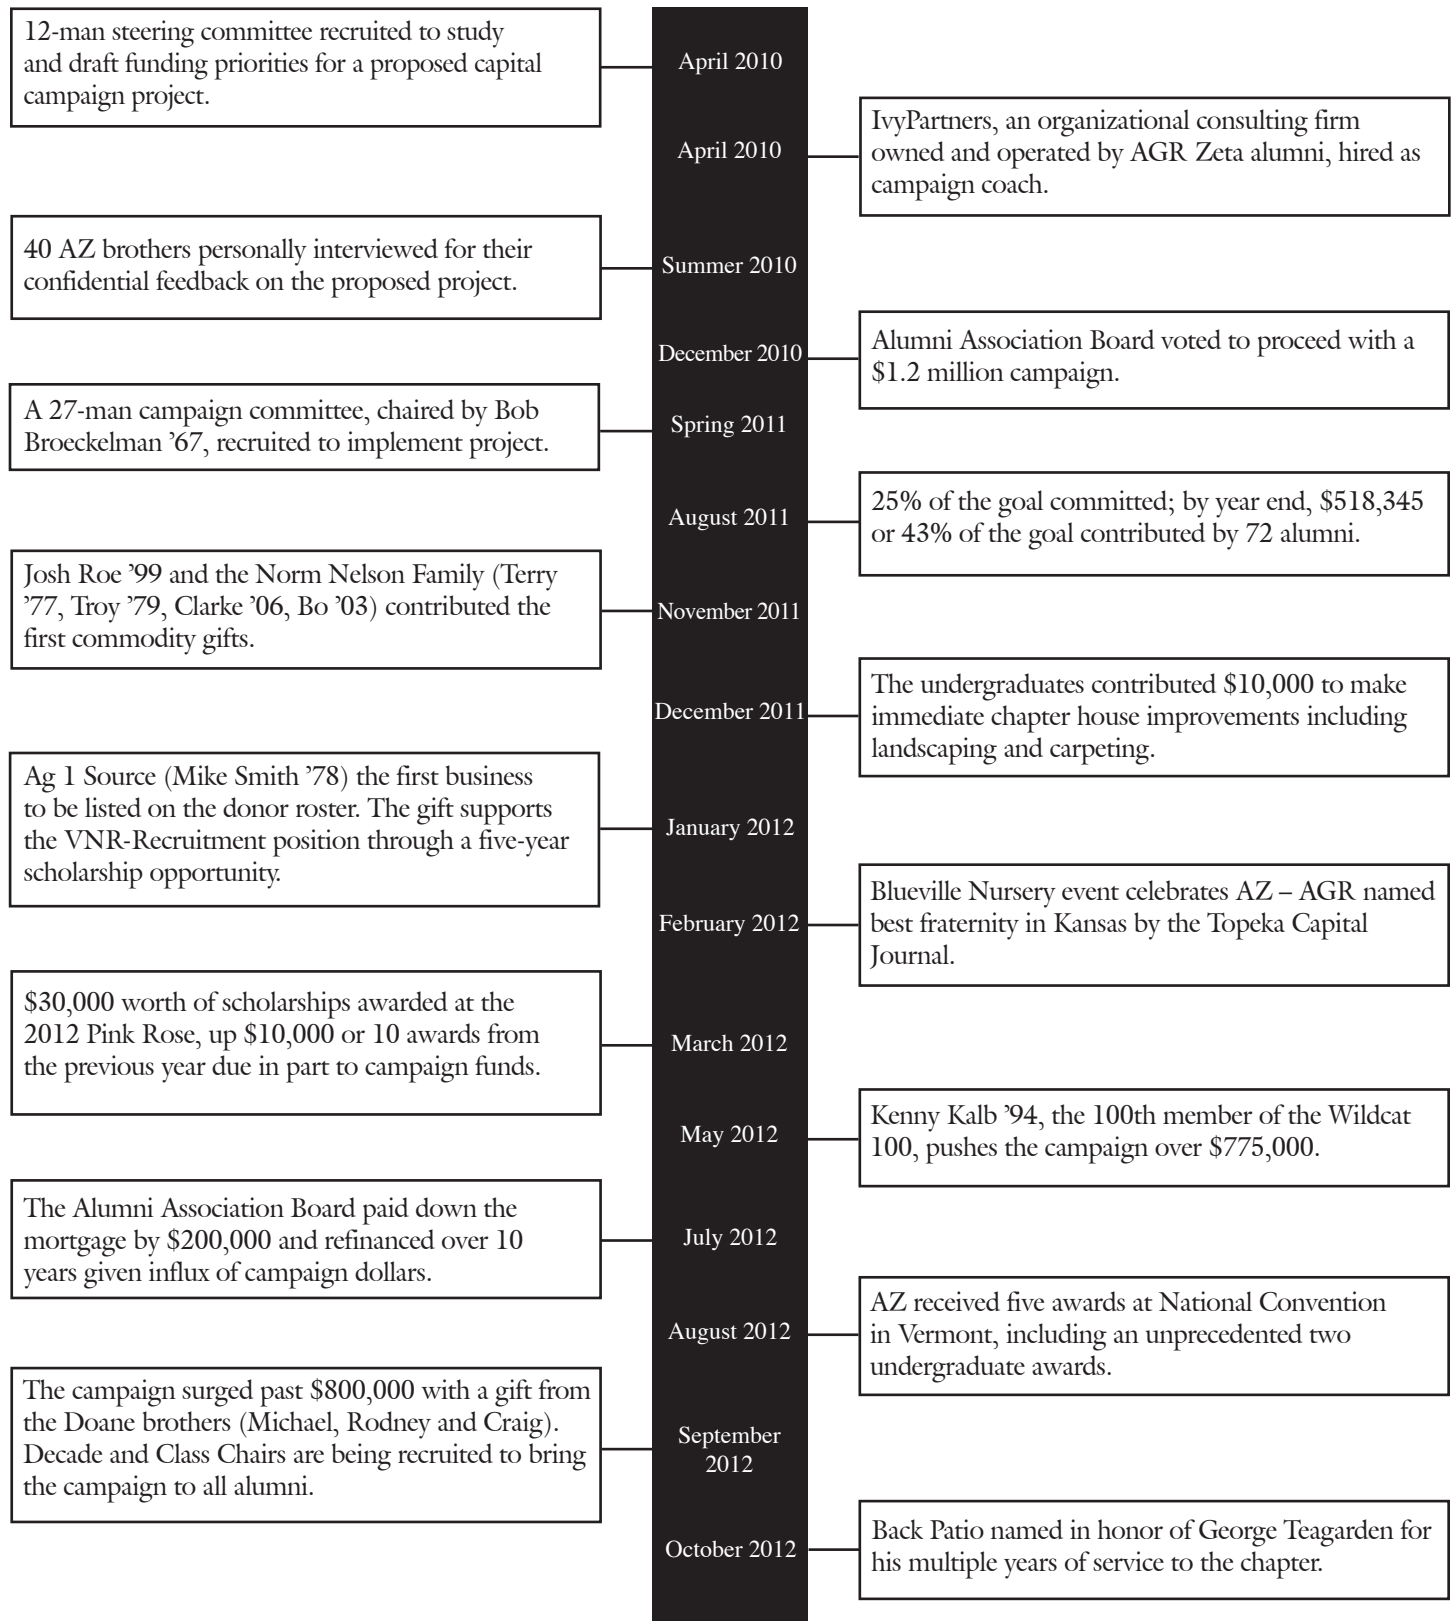 12-man steering committee recruited to study
and draft funding priorities for a proposed capital
campaign project.
April 2010
April 2010
IvyPartners, an organizational consulting firm
owned and operated by AGR Zeta alumni, hired as
campaign coach.
40 AZ brothers personally interviewed for their
confidential feedback on the proposed project.
Summer 2010
December 2010
Alumni Association Board voted to proceed with a
$1.2 million campaign.
A 27-man campaign committee, chaired by Bob
Broeckelman ’67, recruited to implement project.
Spring 2011
August 2011
25% of the goal committed; by year end, $518,345
or 43% of the goal contributed by 72 alumni.
Josh Roe ’99 and the Norm Nelson Family (Terry
’77, Troy ’79, Clarke ’06, Bo ’03) contributed the
first commodity gifts.
November 2011
December 2011
The undergraduates contributed $10,000 to make
immediate chapter house improvements including
landscaping and carpeting.
Ag 1 Source (Mike Smith ’78) the first business
to be listed on the donor roster. The gift supports
the VNR-Recruitment position through a five-year
scholarship opportunity.
January 2012
February 2012
Blueville Nursery event celebrates AZ – AGR named
best fraternity in Kansas by the Topeka Capital
Journal.
$30,000 worth of scholarships awarded at the
2012 Pink Rose, up $10,000 or 10 awards from
the previous year due in part to campaign funds.
March 2012
May 2012
Kenny Kalb ’94, the 100th member of the Wildcat
100, pushes the campaign over $775,000.
The Alumni Association Board paid down the
mortgage by $200,000 and refinanced over 10
years given influx of campaign dollars.
July 2012
August 2012
AZ received five awards at National Convention
in Vermont, including an unprecedented two
undergraduate awards.
The campaign surged past $800,000 with a gift from
the Doane brothers (Michael, Rodney and Craig).
Decade and Class Chairs are being recruited to bring
the campaign to all alumni.
September
2012
October 2012
Back Patio named in honor of George Teagarden for
his multiple years of service to the chapter.